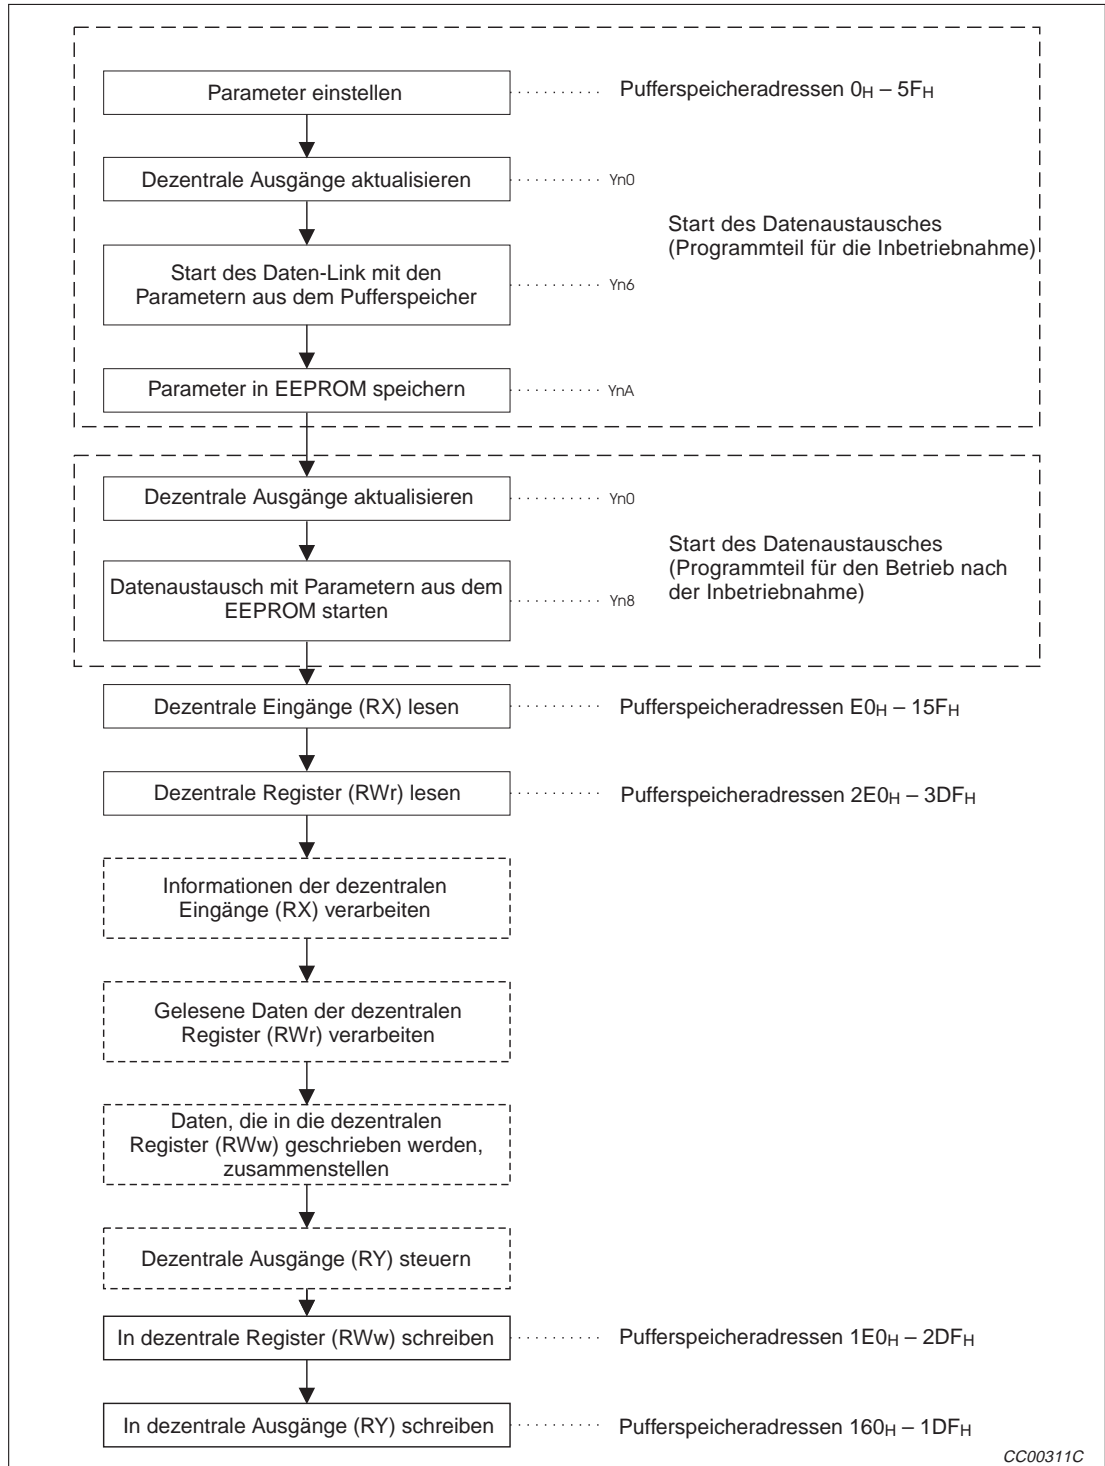 Parameter einstellen
Pufferspeicheradressen 0H – 5FH
Dezentrale Ausgänge aktualisieren
Yn0
Start des Datenaustausches
(Programmteil für die Inbetriebnahme)
Start des Daten-Link mit den
Parametern aus dem Pufferspeicher
Yn6
Parameter in EEPROM speichern
YnA
Dezentrale Ausgänge aktualisieren
Yn0
Start des Datenaustausches
(Programmteil für den Betrieb nach
der Inbetriebnahme)
Datenaustausch mit Parametern aus dem
EEPROM starten
Yn8
Dezentrale Eingänge (RX) lesen
Pufferspeicheradressen E0H – 15FH
Dezentrale Register (RWr) lesen
Pufferspeicheradressen 2E0H – 3DFH
Informationen der dezentralen
Eingänge (RX) verarbeiten
Gelesene Daten der dezentralen
Register (RWr) verarbeiten
Daten, die in die dezentralen
Register (RWw) geschrieben werden,
zusammenstellen
Dezentrale Ausgänge (RY) steuern
In dezentrale Register (RWw) schreiben
Pufferspeicheradressen 1E0H – 2DFH
In dezentrale Ausgänge (RY) schreiben
Pufferspeicheradressen 160H – 1DFH
CC00311C